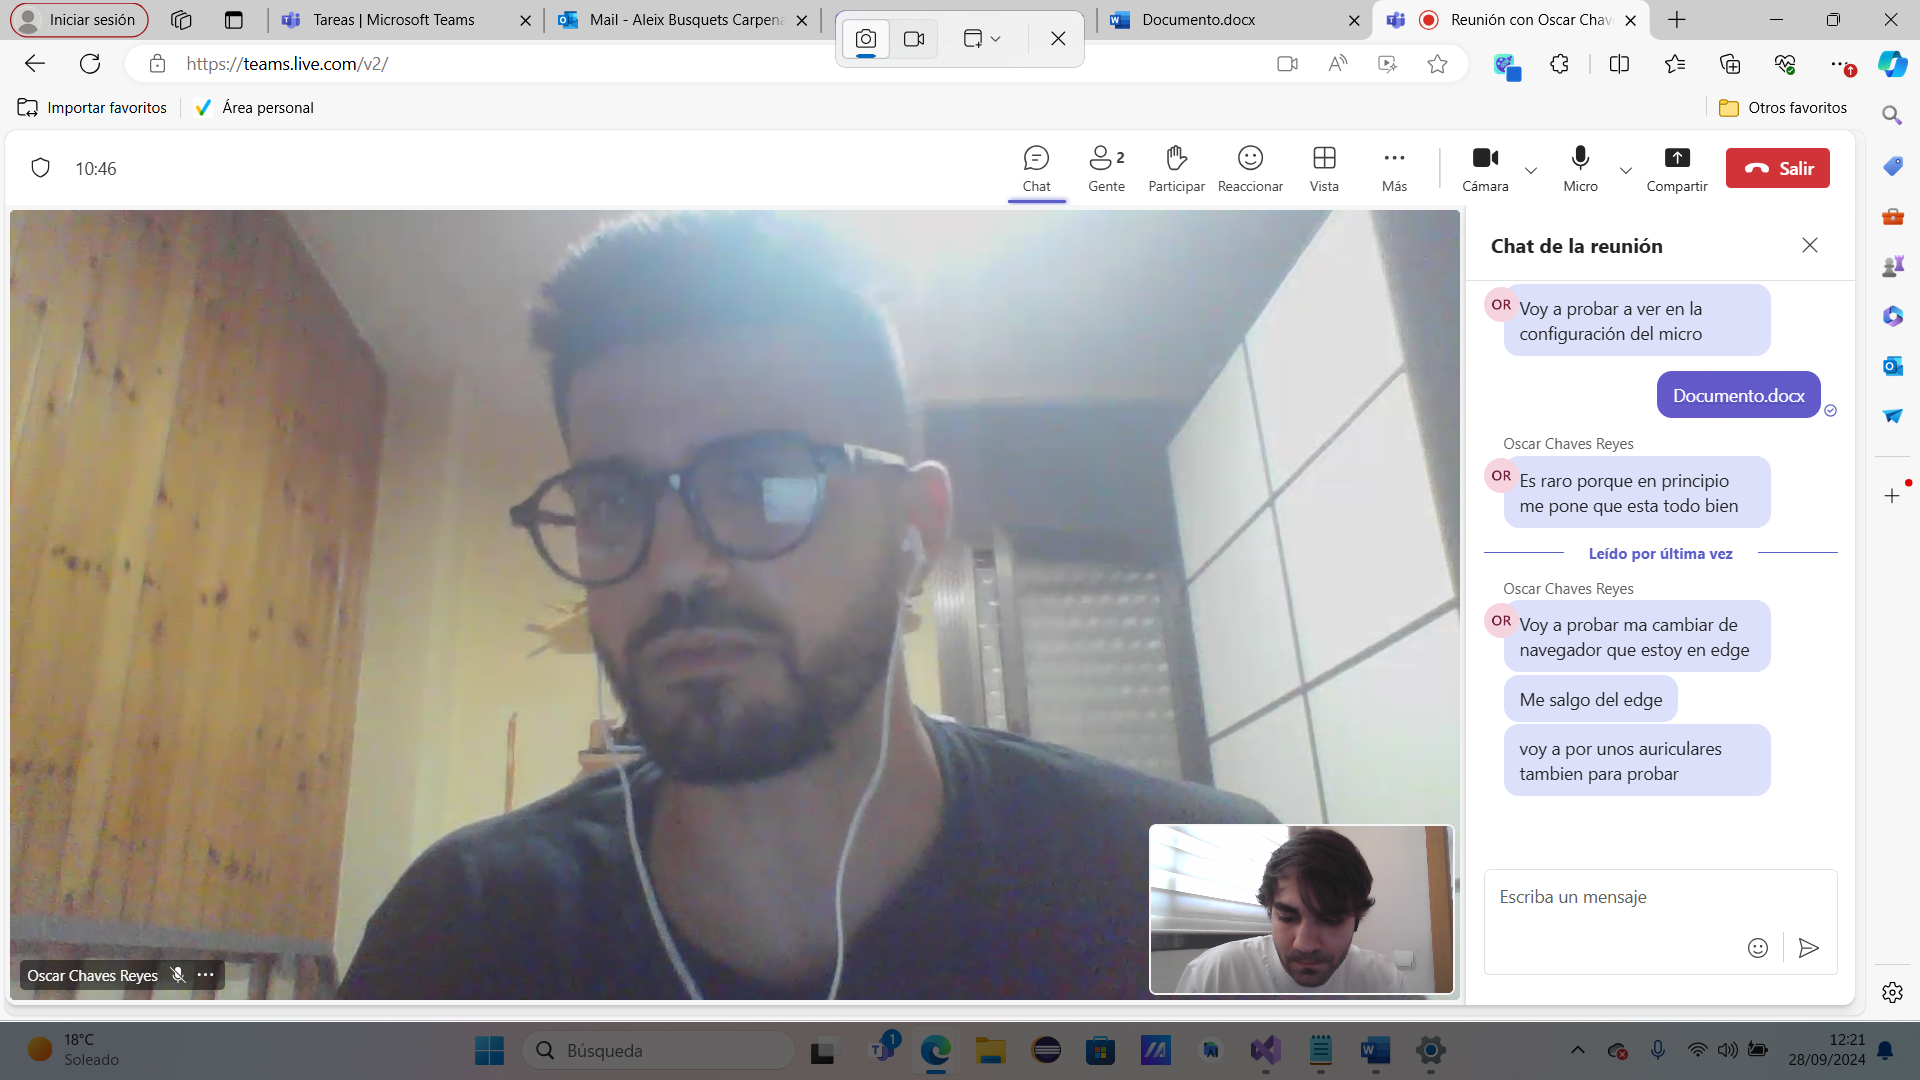 Iniciar sesión
Tareas | Microsoft Teams
Mail - Aleix Busquets Carpena
Documento.docx
Reunión con Oscar Chav
https://teams.live.com/v2/
Importar favoritos
Área personal
Otros favoritos
10:46
Chat
Gente
2
Participar
Reaccionar
Vista
Más
Cámara
Micro
Compartir
Salir
Chat de la reunión
OR
Voy a probar a ver en la
configuración del micro
Documento.docx
Oscar Chaves Reyes
OR
Es raro porque en principio
me pone que esta todo bien
Leído por última vez
Oscar Chaves Reyes
OR
Voy a probar ma cambiar de
navegador que estoy en edge
Me salgo del edge
voy a por unos auriculares
tambien para probar
Escriba un mensaje
Oscar Chaves Reyes
18°C
Soleado
Búsqueda
1
12:21
28/09/2024